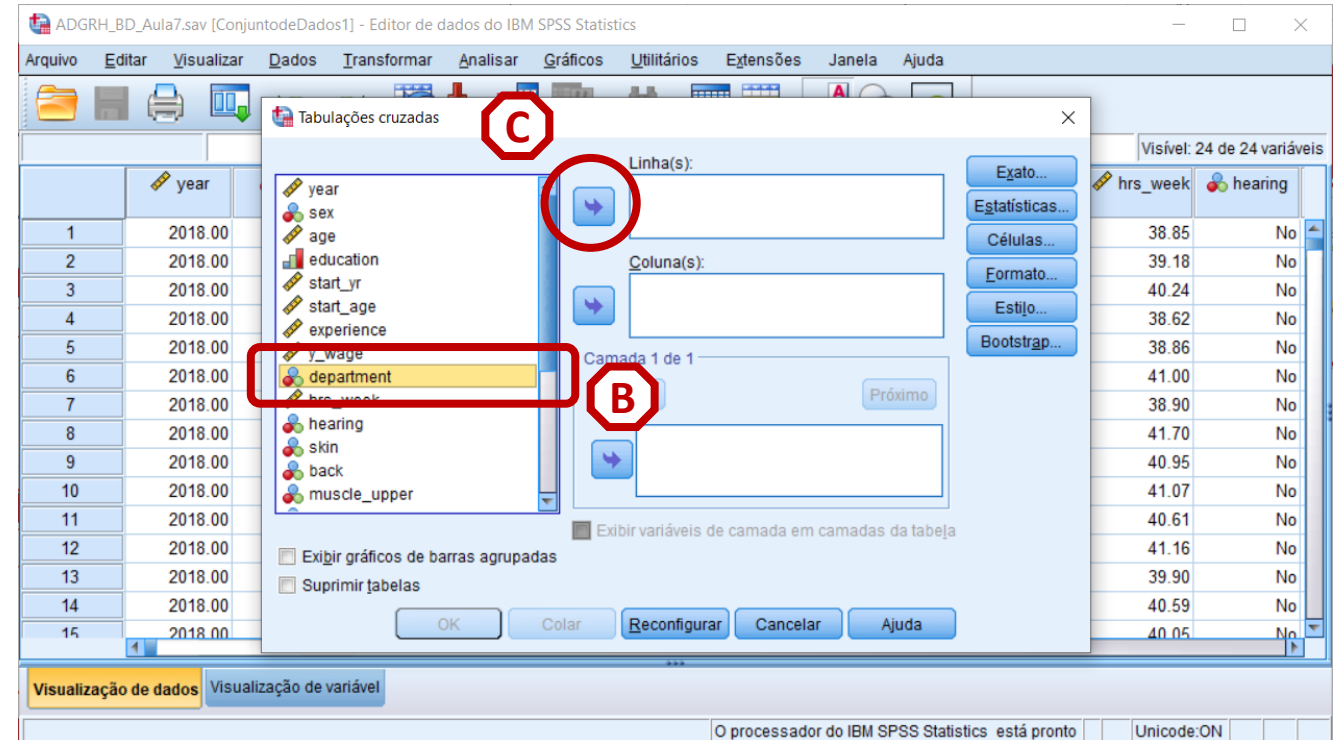 ADGRH_BD_Aula7.sav [ConjuntodeDados1] - Editor de dados do IBM SPSS Statistics
Arquivo Editar Visualizar Dados Transformar Analisar Gráficos Utilitários Extensões Janela Ajuda
Visível: 24 de 24 variáveis
year hrs_week hearing
1 2018.00 38.85 No
2 2018.00 39.18 No
3 2018.00 40.24 No
4 2018.00 38.62 No
5 2018.00 38.86 No
6 2018.00 41.00 No
7 2018.00 38.90 No
8 2018.00 41.70 No
9 2018.00 40.95 No
10 2018.00 41.07 No
11 2018.00 40.61 No
12 2018.00 41.16 No
13 2018.00 39.90 No
14 2018.00 40.59 No
15 2018.00 40.05 No
Tabulações cruzadas
C
year
sex
age
education
start_yr
start_age
experience
y_wage
department
hrs_week
hearing
skin
back
muscle_upper
B
Linha(s):
Coluna(s):
Camada 1 de 1
Próximo
Exibir variáveis de camada em camadas da tabela
Exato...
Estatísticas...
Células...
Formato...
Estilo...
Bootstrap...
Exibir gráficos de barras agrupadas
Suprimir tabelas
OK Colar Reconfigurar Cancelar Ajuda
Visualização de dados Visualização de variável
O processador do IBM SPSS Statistics está pronto Unicode:ON